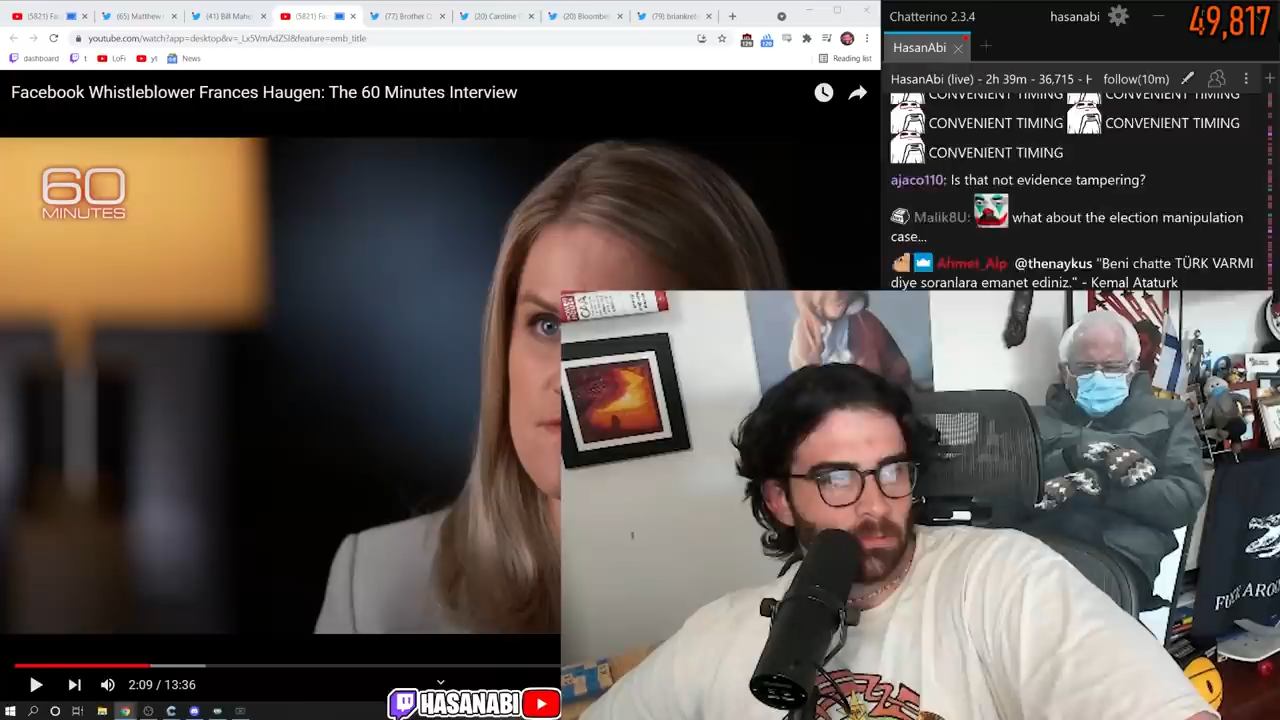 (5821) Fac
(65) Matthew
(41) Bill Mahe
(5821) Fac
(77) Brother C
(20) Caroline
(20) Bloombe
(79) briankre
youtube.com/watch?app=desktop&v=_Lx5VmAdZSI&feature=emb_title
dashboard
t
LoFi
yt
News
Reading list
Facebook Whistleblower Frances Haugen: The 60 Minutes Interview
60
MINUTES
2:09 / 13:36
HASANABI
Chatterino 2.3.4
hasanabi
49,817
HasanAbi
HasanAbi (live) - 2h 39m - 36,715 - H
follow(10m)
CONVENIENT TIMING CONVENIENT TIMING
CONVENIENT TIMING CONVENIENT TIMING
CONVENIENT TIMING
ajaco110: Is that not evidence tampering?
Malik8U: what about the election manipulation
case...
Ahmet_Alp @thenaykus "Beni chatte TÜRK VARMI
diye soranlara emanet ediniz." - Kemal Ataturk